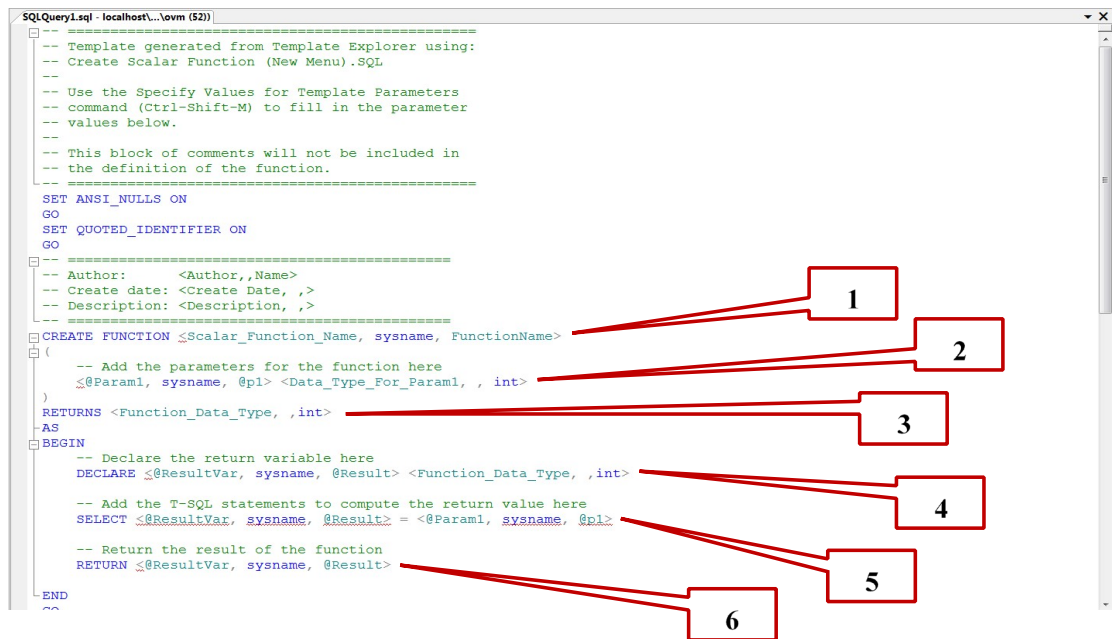 SQLQuery1.sql - localhost\...\ovm (52))
-- ================================================
-- Template generated from Template Explorer using:
-- Create Scalar Function (New Menu).SQL
--
-- Use the Specify Values for Template Parameters
-- command (Ctrl-Shift-M) to fill in the parameter
-- values below.
--
-- This block of comments will not be included in
-- the definition of the function.
-- ================================================
SET ANSI_NULLS ON
GO
SET QUOTED_IDENTIFIER ON
GO
-- =============================================
-- Author:      <Author,,Name>
-- Create date: <Create Date, ,>
-- Description: <Description, ,>
-- =============================================
1
CREATE FUNCTION <Scalar_Function_Name, sysname, FunctionName>
(
2
-- Add the parameters for the function here
<@Param1, sysname, @p1> <Data_Type_For_Param1, , int>
)
RETURNS <Function_Data_Type, ,int>
3
AS
BEGIN
-- Declare the return variable here
DECLARE <@ResultVar, sysname, @Result> <Function_Data_Type, ,int>
4
-- Add the T-SQL statements to compute the return value here
SELECT <@ResultVar, sysname, @Result> = <@Param1, sysname, @p1>
5
-- Return the result of the function
RETURN <@ResultVar, sysname, @Result>
6
END
GO